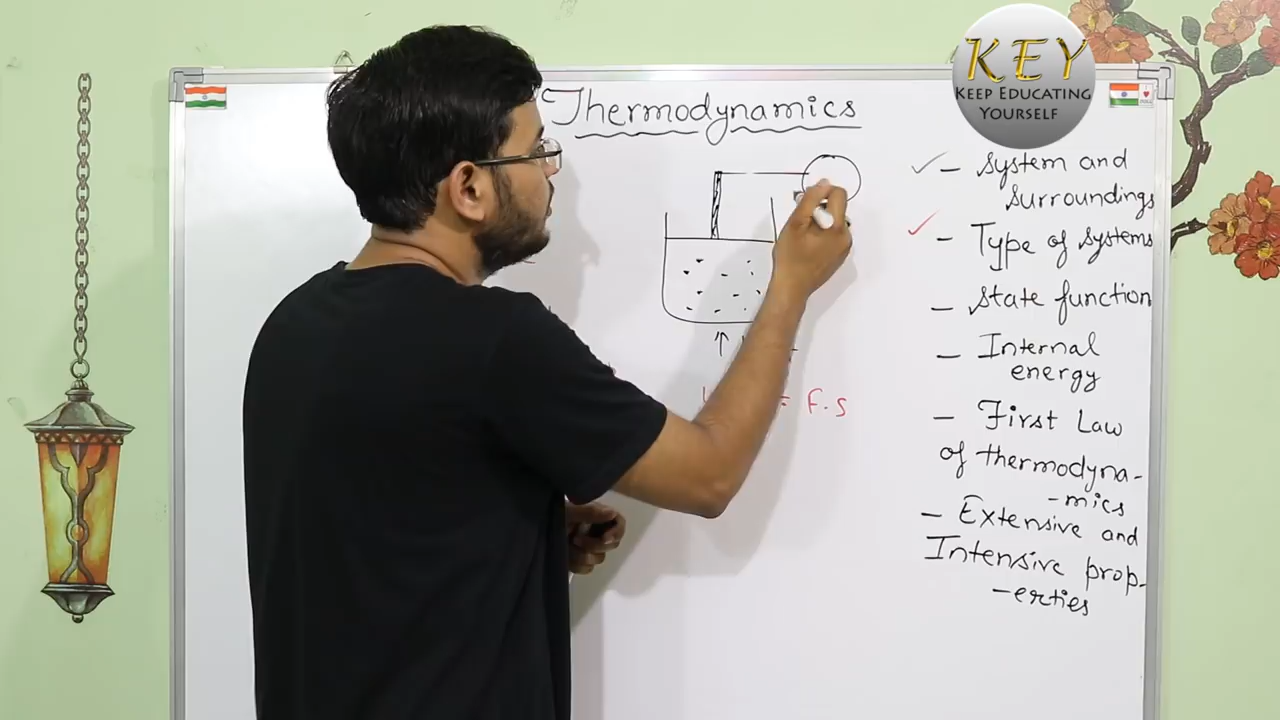 Thermodynamics
KEY
KEEP EDUCATING
YOURSELF
- System and
surroundings
- Type of systems
- State function
- Internal
energy
- First Law
of thermodyna-
-mics
- Extensive and
Intensive prop-
-erties
= F.S